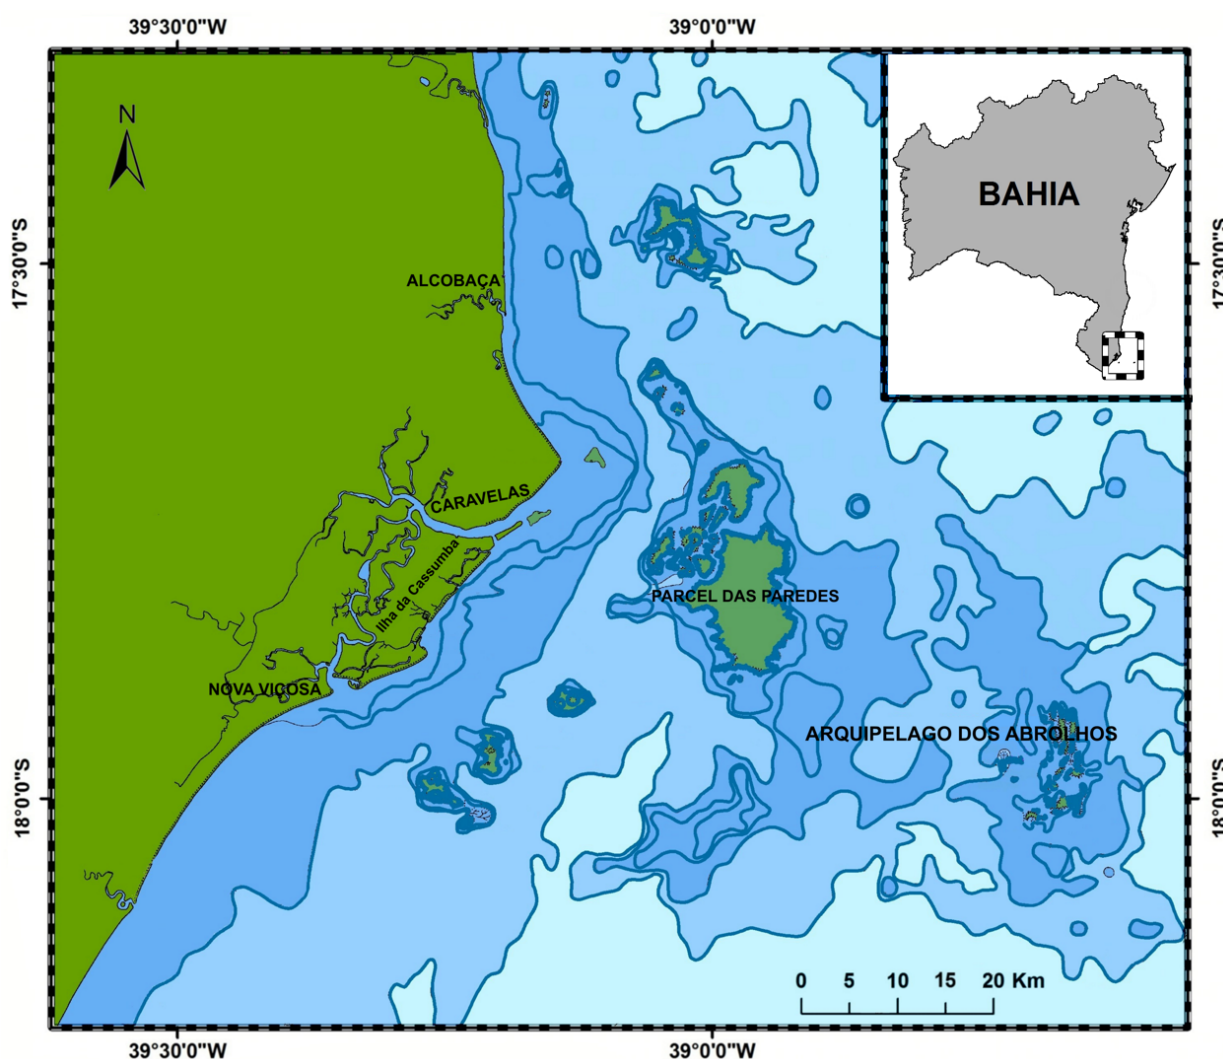 39°30'0"W 39°0'0"W
N
BAHIA
17°30'0"S 17°30'0"S
ALCOBAÇA
CARAVELAS
Ilha da Cassumba
PARCEL DAS PAREDES
NOVA VIÇOSA
ARQUIPELAGO DOS ABROLHOS
18°0'0"S 18°0'0"S
0 5 10 15 20 Km
39°30'0"W 39°0'0"W